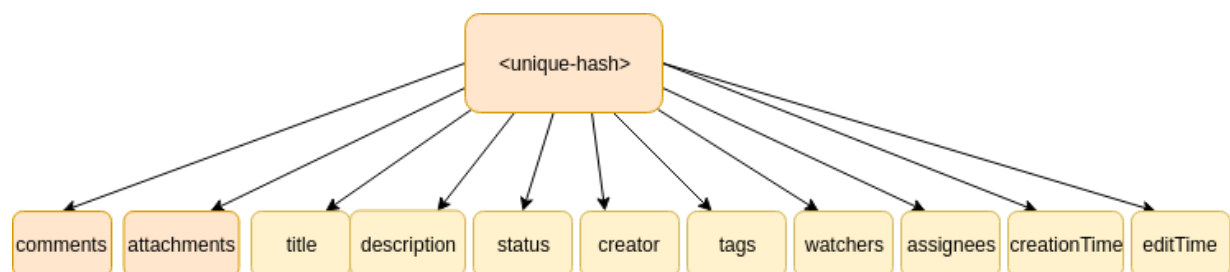 <unique-hash>
comments
attachments
title
description
status
creator
tags
watchers
assignees
creationTime
editTime